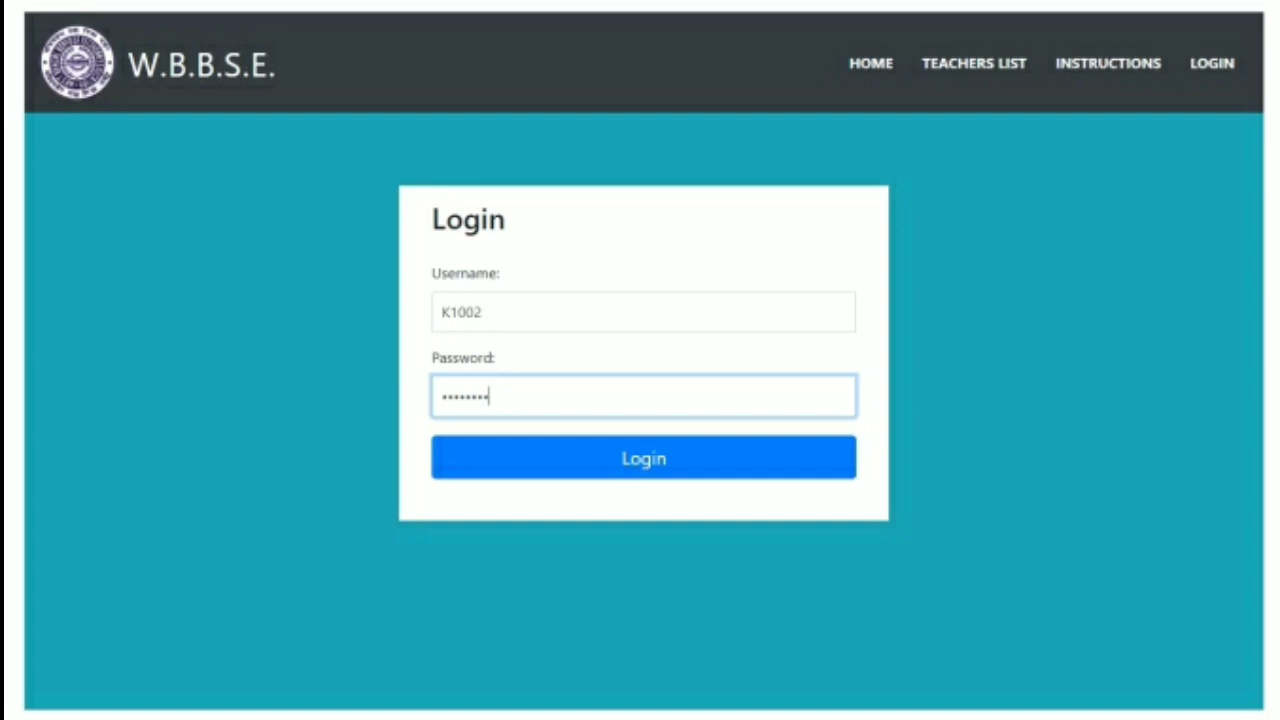 W.B.B.S.E.
HOME TEACHERS LIST INSTRUCTIONS LOGIN
Login
Username:
K1002
Password:
••••••••
Login